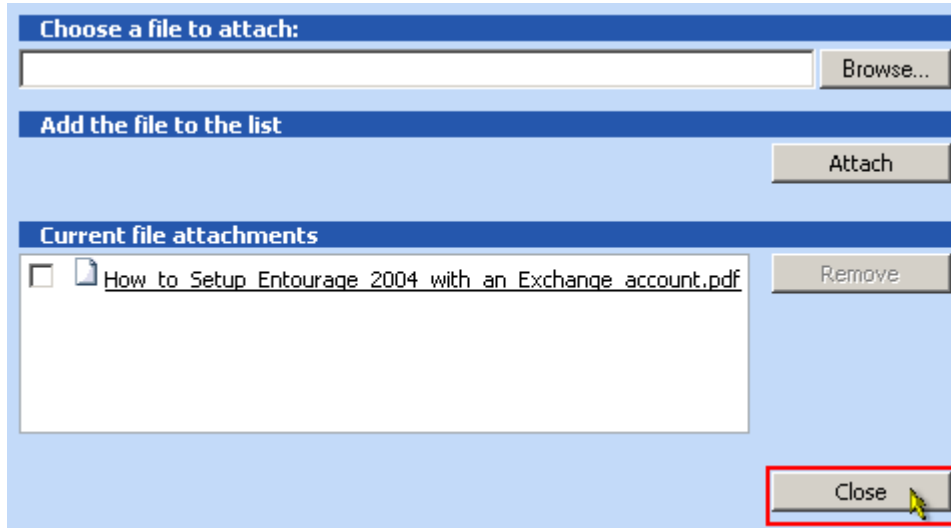 Choose a file to attach:
Browse...
Add the file to the list
Attach
Current file attachments
How to Setup Entourage 2004 with an Exchange account.pdf
Remove
Close